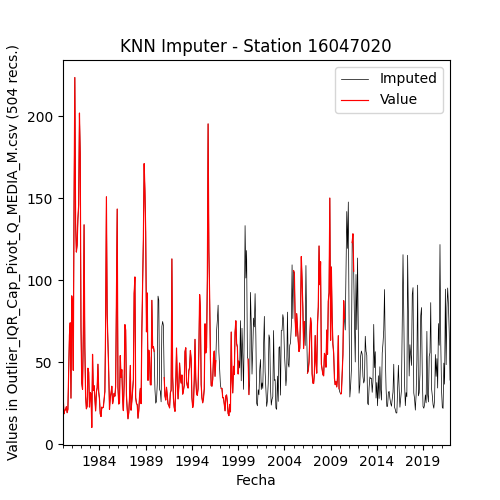 KNN Imputer - Station 16047020
Imputed
Value
Values in Outlier_IQR_Cap_Pivot_Q_MEDIA_M.csv (504 recs.)
200
150
100
50
0
1984 1989 1994 1999 2004 2009 2014 2019
Fecha